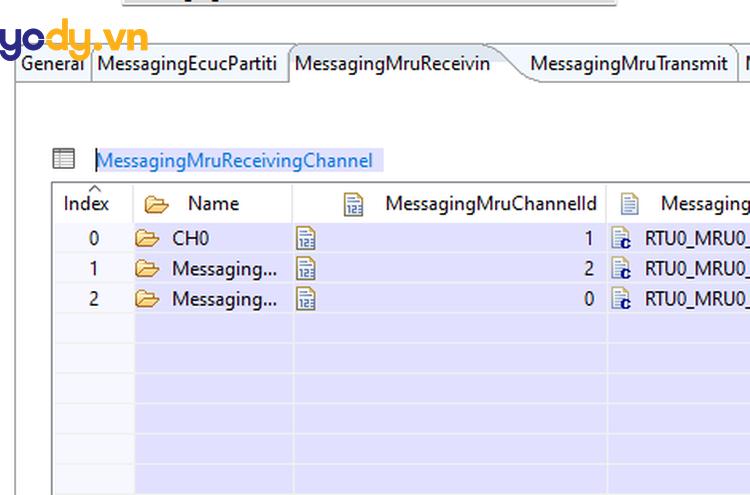 ycdy.vn
General MessagingEcucPartiti MessagingMruReceivin MessagingMruTransmit
MessagingMruReceivingChannel
Index Name MessagingMruChannelId Messaging
0 CH0 1 RTU0_MRU0_
1 Messaging... 2 RTU0_MRU0_
2 Messaging... 0 RTU0_MRU0_